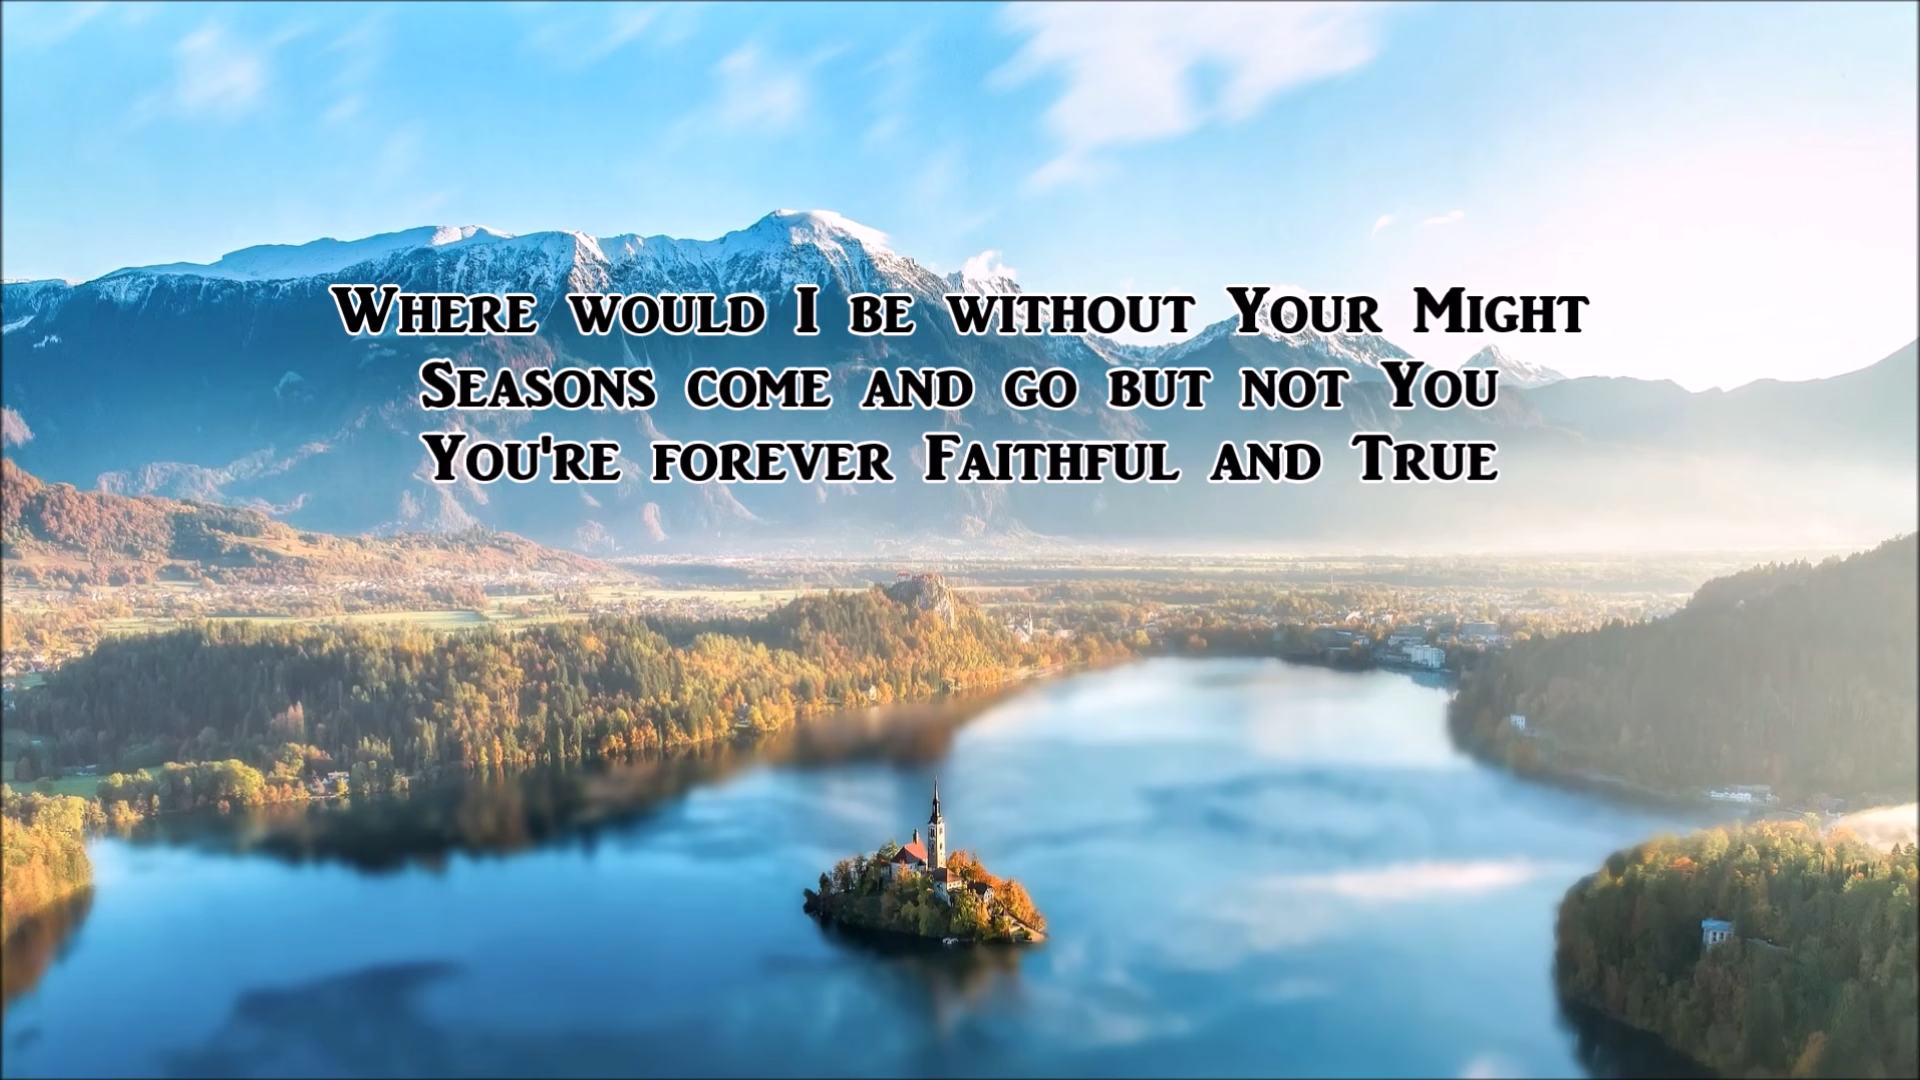 Where would I be without Your Might
Seasons come and go but not You
You're forever Faithful and True